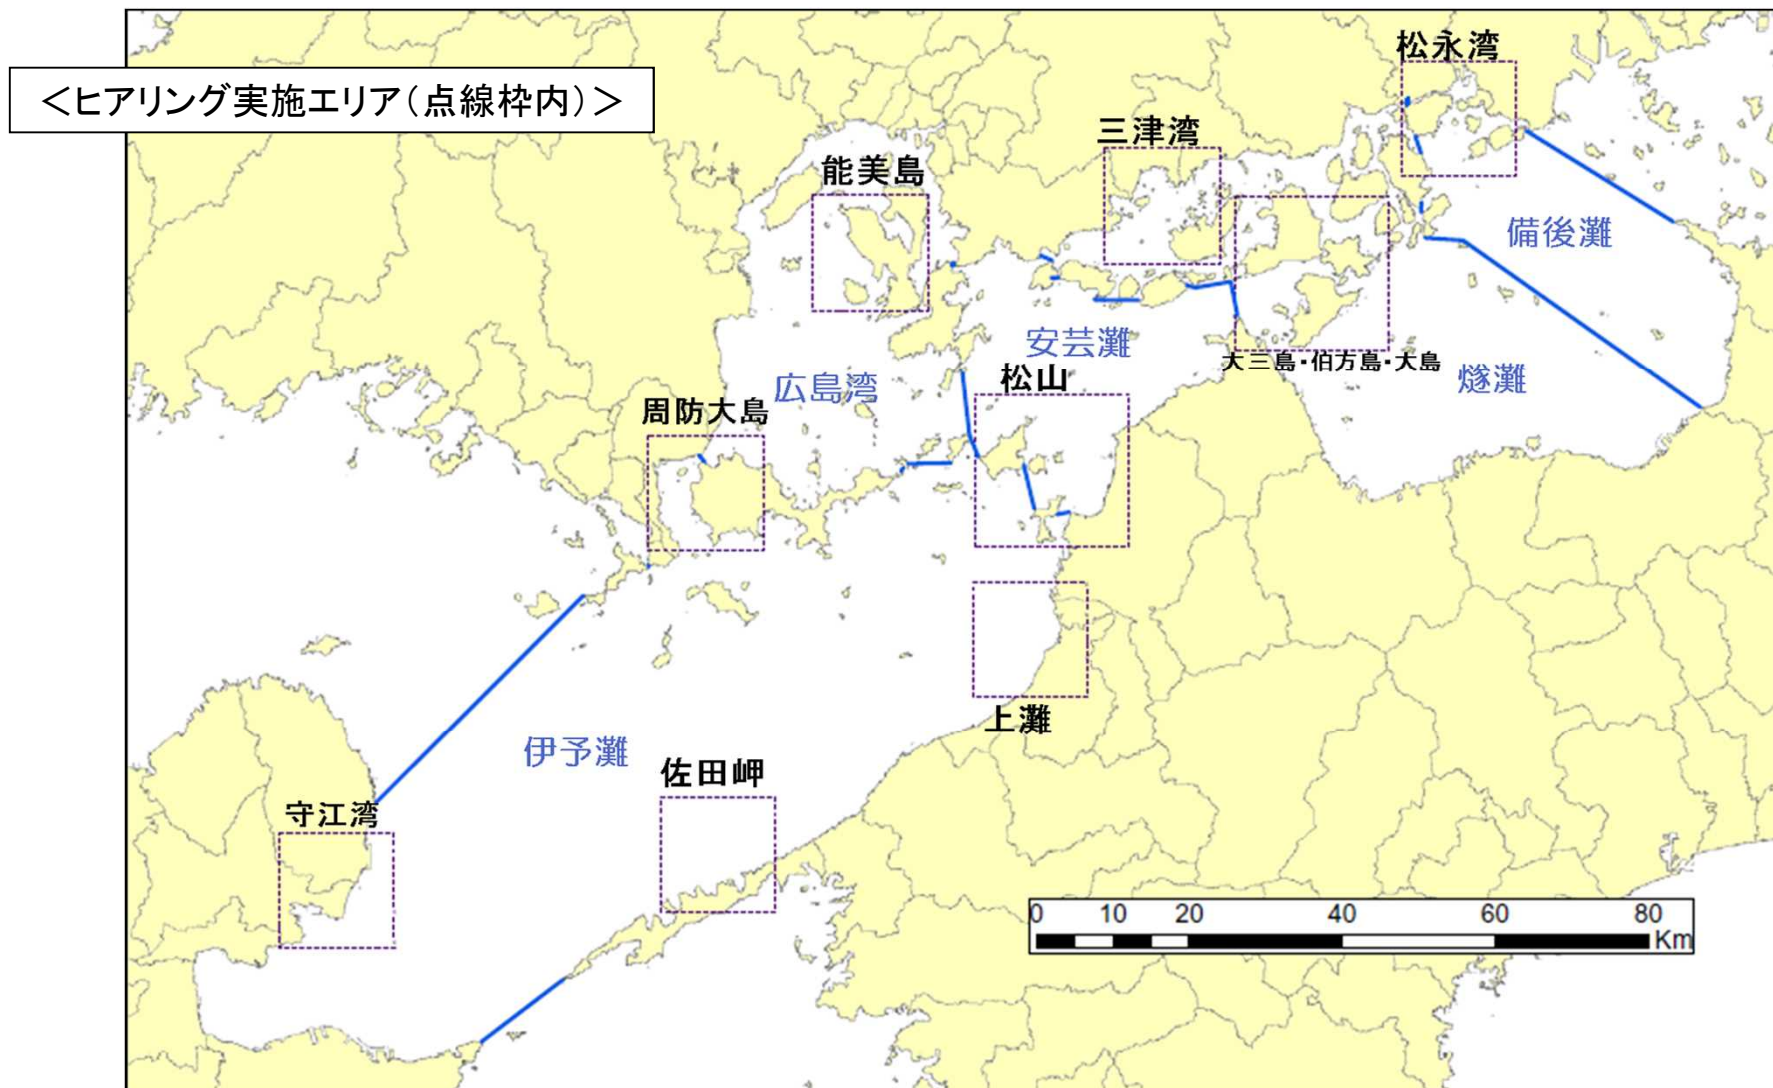 松永湾
<ヒアリング実施エリア(点線枠内)>
三津湾
能美島
備後灘
安芸灘
大三島・伯方島・大島
松山
燧灘
広島湾
周防大島
上灘
伊予灘
佐田岬
守江湾
0 10 20 40 60 80
Km